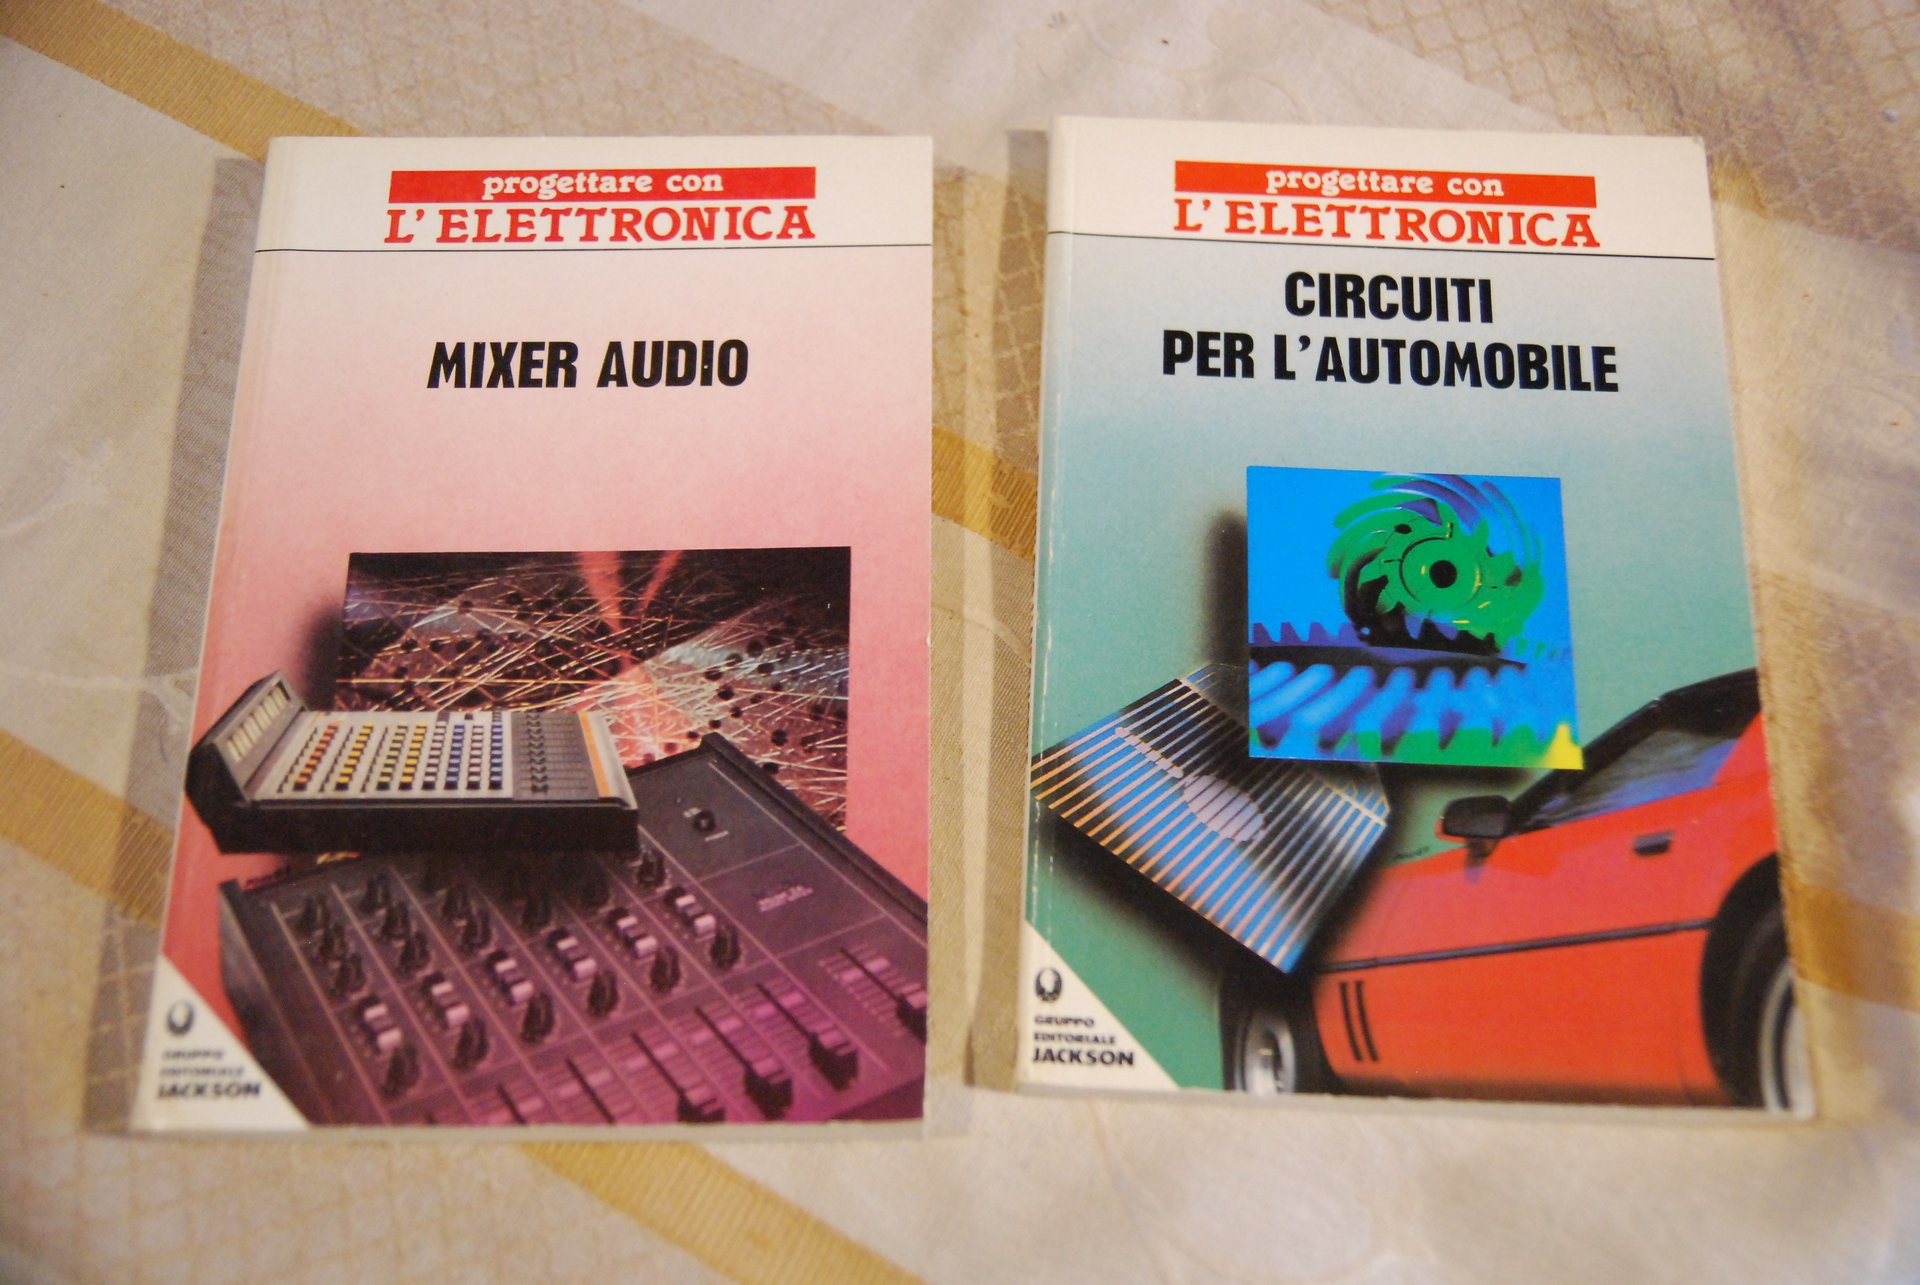 progettare con
L'ELETTRONICA
MIXER AUDIO
GRUPPO
EDITORIALE
JACKSON
progettare con
L'ELETTRONICA
CIRCUITI
PER L'AUTOMOBILE
GRUPPO
EDITORIALE
JACKSON